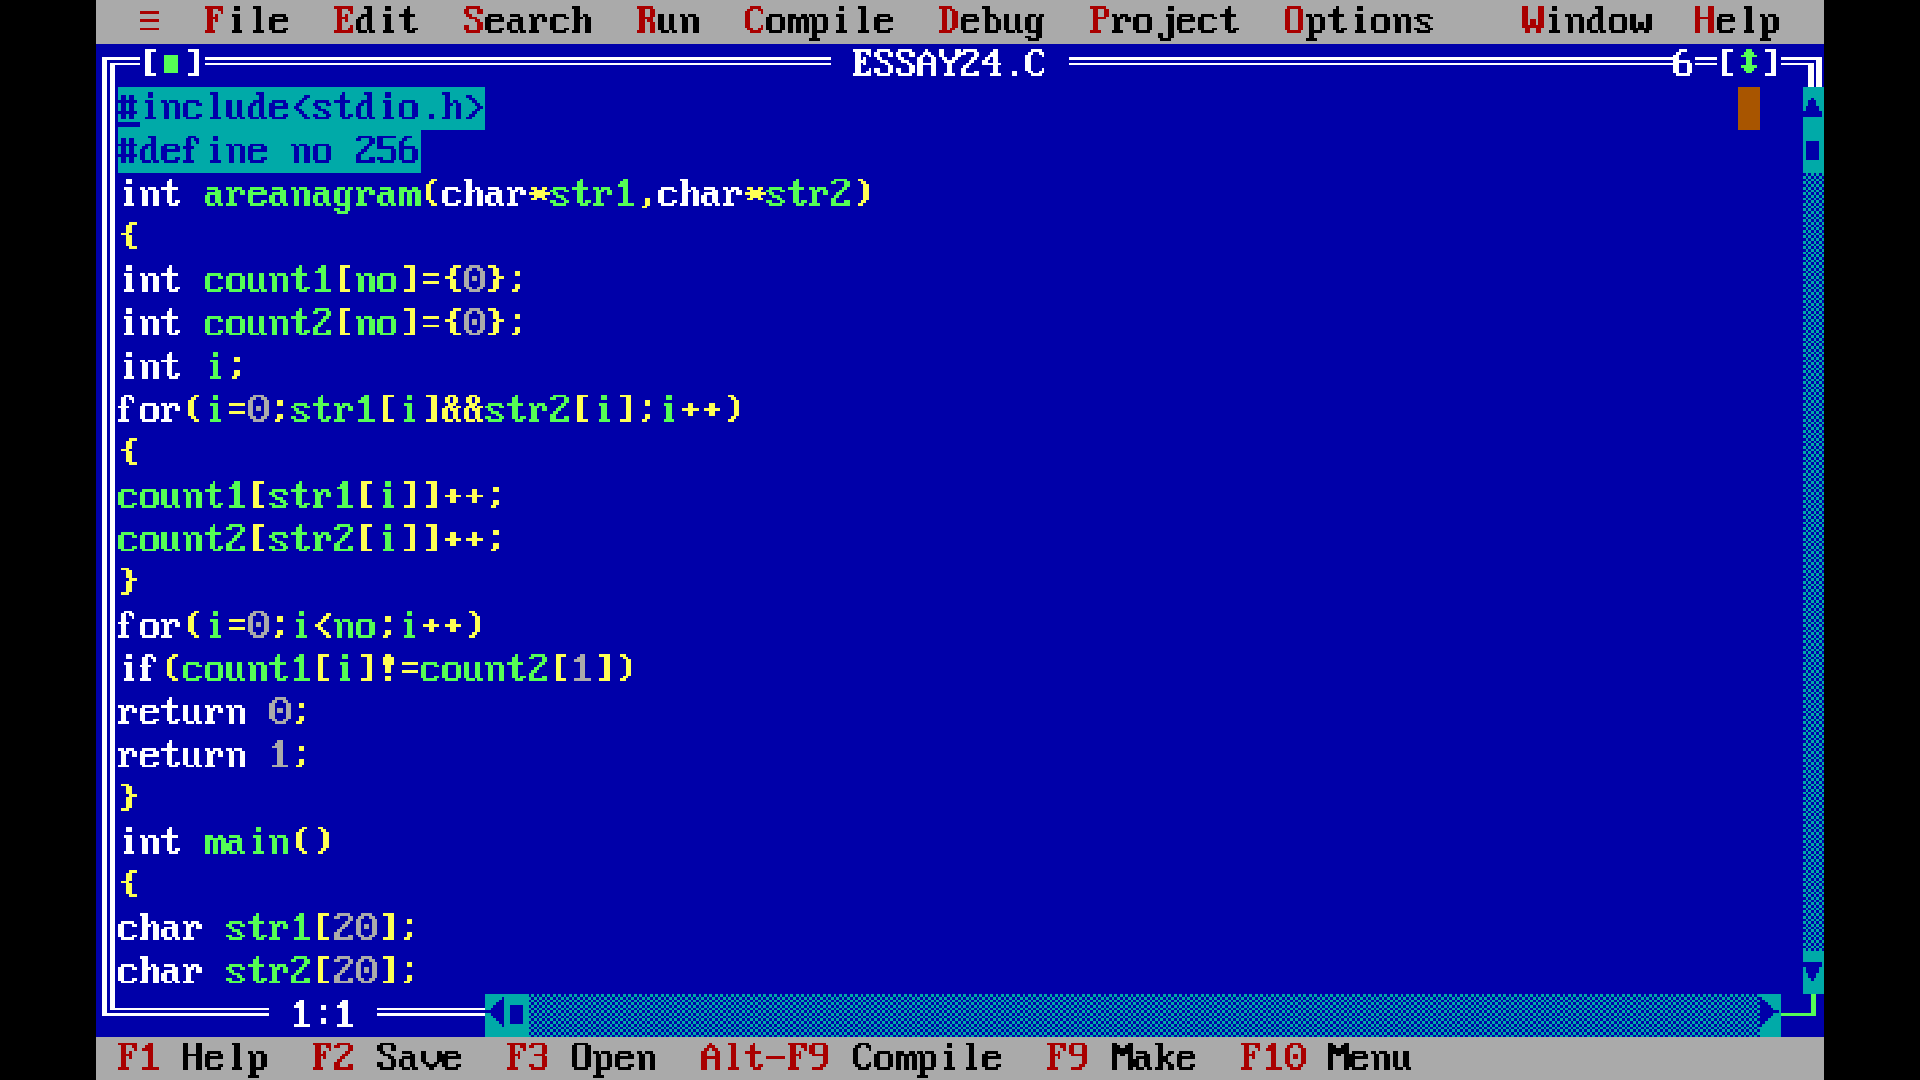 ≡ File Edit Search Run Compile Debug Project Options Window Help
[■] ESSAY24.C 6=[↕]
#include<stdio.h>
#define no 256
int areanagram(char*str1,char*str2)
{
int count1[no]={0};
int count2[no]={0};
int i;
for(i=0;str1[i]&&str2[i];i++)
{
count1[str1[i]]++;
count2[str2[i]]++;
}
for(i=0;i<no;i++)
if(count1[i]!=count2[1])
return 0;
return 1;
}
int main()
{
char str1[20];
char str2[20];
1:1
F1 Help F2 Save F3 Open Alt-F9 Compile F9 Make F10 Menu